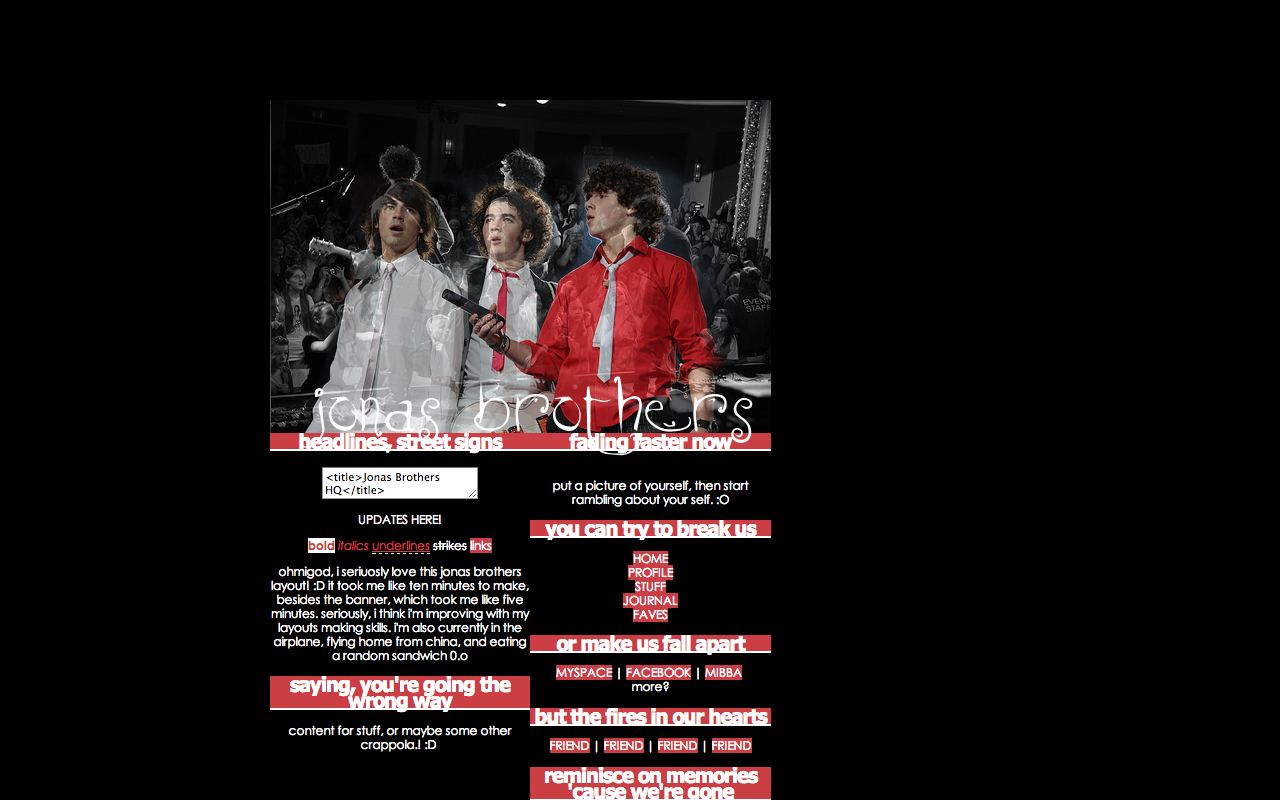 EVENT
STAFF
jonas brothers
headlines, street signs
<title>Jonas Brothers
HQ</title>
UPDATES HERE!
bold italics underlines strikes links
ohmigod, i seriuosly love this jonas brothers
layout! :D it took me like ten minutes to make,
besides the banner, which took me like five
minutes. seriously, i think i'm improving with my
layouts making skills. i'm also currently in the
airplane, flying home from china, and eating
a random sandwich 0.o
saying, you're going the
wrong way
content for stuff, or maybe some other
crappola.! :D
fading faster now
put a picture of yourself, then start
rambling about your self. :O
you can try to break us
HOME
PROFILE
STUFF
JOURNAL
FAVES
or make us fall apart
MYSPACE | FACEBOOK | MIBBA
more?
but the fires in our hearts
FRIEND | FRIEND | FRIEND | FRIEND
reminisce on memories
'cause we're gone